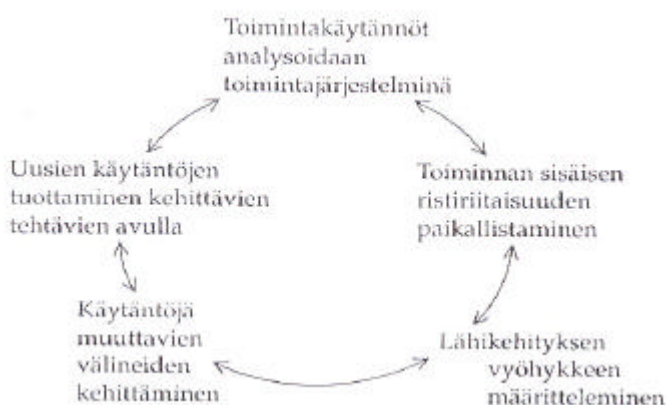 Toimintakäytännöt
analysoidaan
toimintajärjestelminä
Toiminnan sisäisen
ristiriitaisuuden
paikallistaminen
Lähikehityksen
vyöhykkeen
määritteleminen
Käytäntöjä
muuttavien
välineiden
kehittäminen
Uusien käytäntöjen
tuottaminen kehittävien
tehtävien avulla